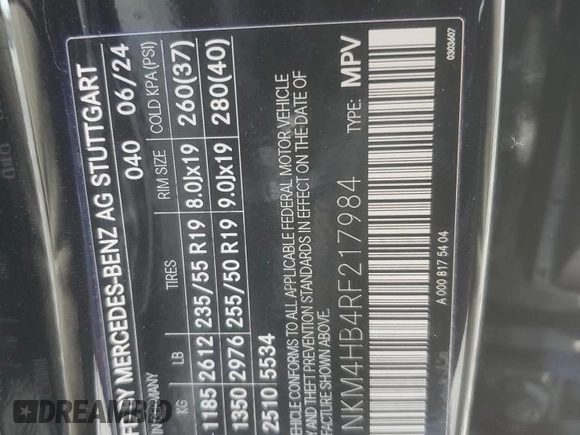 BY MERCEDES-BENZ AG STUTTGART
IN GERMANY 040 06/24
KG LB TIRES RIM SIZE COLD KPA (PSI)
1185 2612 235/55 R19 8.0Jx19 260(37)
1350 2976 255/50 R19 9.0Jx19 280(40)
2510 5534
VEHICLE CONFORMS TO ALL APPLICABLE FEDERAL MOTOR VEHICLE
AND THEFT PREVENTION STANDARDS IN EFFECT ON THE DATE OF
FACTURE SHOWN ABOVE.
NKM4HB4RF217984 MPV
A 000 817 54 04
0303607
DREAMBID